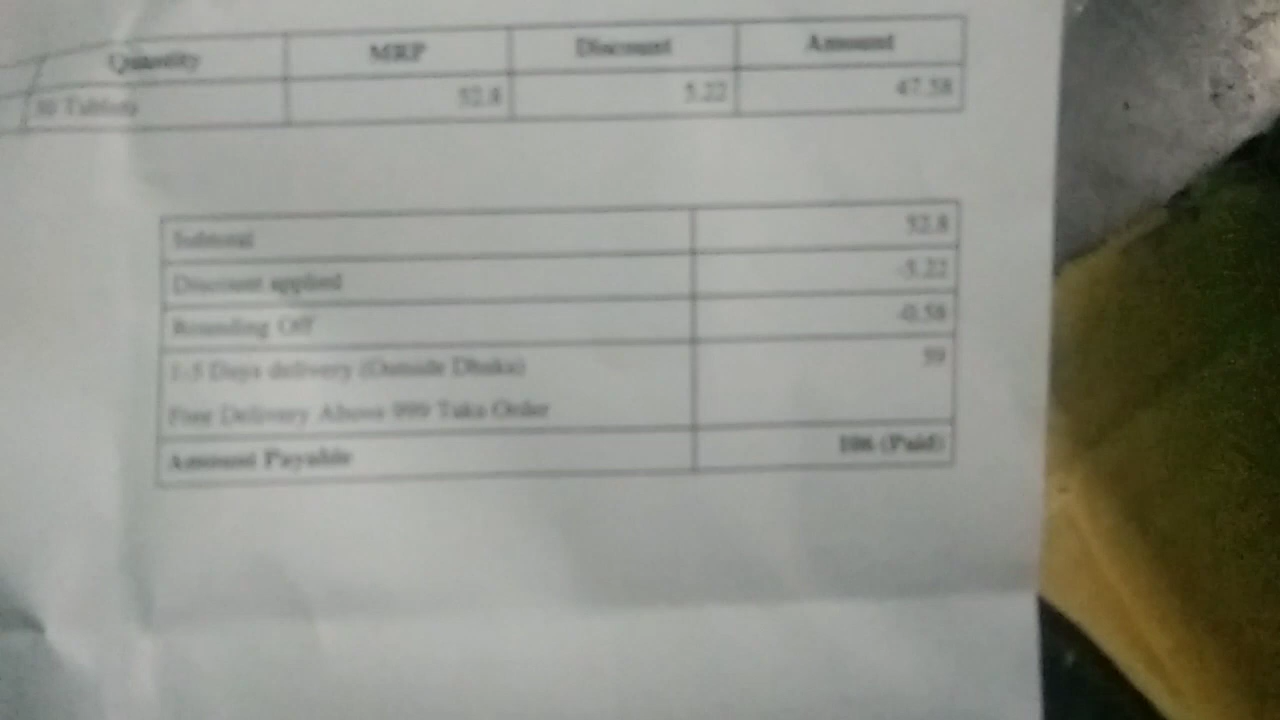 Quantity MRP Discount Amount
Tablets 52.8 5.22 47.58
Subtotal 52.8
Discount applied -5.22
Rounding Off -0.58
1-5 Days delivery (Outside Dhaka) 59
Free Delivery Above 999 Taka Order
Amount Payable 106 (Paid)